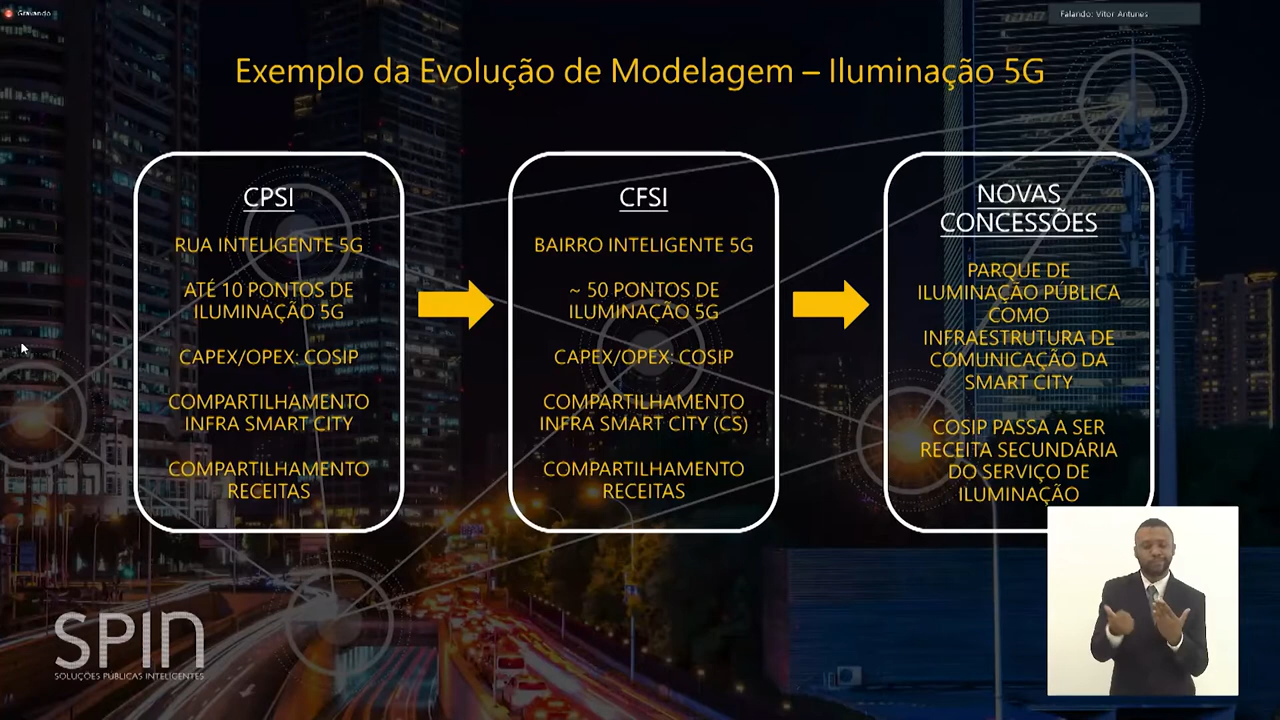 Gravando
Falando: Vitor Antunes
Exemplo da Evolução de Modelagem – Iluminação 5G
CPSI
RUA INTELIGENTE 5G
ATÉ 10 PONTOS DE
ILUMINAÇÃO 5G
CAPEX/OPEX: COSIP
COMPARTILHAMENTO
INFRA SMART CITY
COMPARTILHAMENTO
RECEITAS
CFSI
BAIRRO INTELIGENTE 5G
~ 50 PONTOS DE
ILUMINAÇÃO 5G
CAPEX/OPEX: COSIP
COMPARTILHAMENTO
INFRA SMART CITY (CS)
COMPARTILHAMENTO
RECEITAS
NOVAS
CONCESSÕES
PARQUE DE
ILUMINAÇÃO PÚBLICA
COMO
INFRAESTRUTURA DE
COMUNICAÇÃO DA
SMART CITY
COSIP PASSA A SER
RECEITA SECUNDÁRIA
DO SERVIÇO DE
ILUMINAÇÃO
SPIN
SOLUÇÕES PÚBLICAS INTELIGENTES